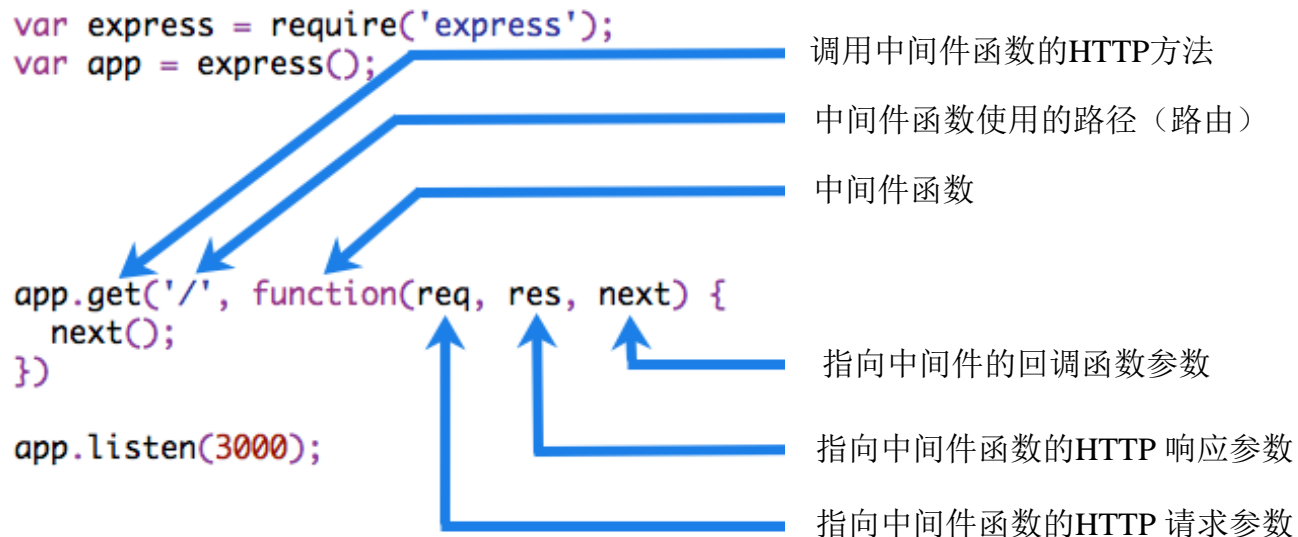 var express = require('express');
var app = express();
调用中间件函数的HTTP方法
中间件函数使用的路径（路由）
中间件函数
app.get('/', function(req, res, next) {
next();
})
指向中间件的回调函数参数
app.listen(3000);
指向中间件函数的HTTP 响应参数
指向中间件函数的HTTP 请求参数